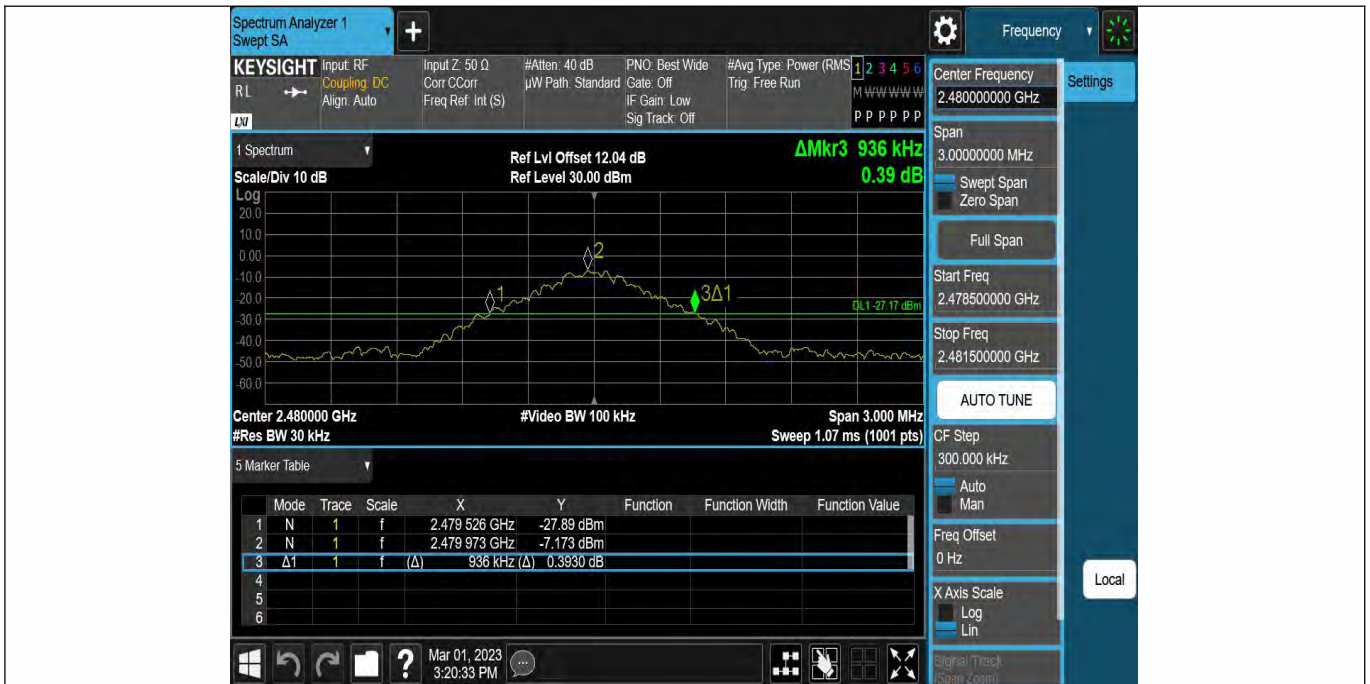 Spectrum Analyzer 1
Swept SA
+
Frequency
KEYSIGHT
RL
LXI
Input: RF
Coupling: DC
Align: Auto
Input Z: 50 Ω
Corr CCorr
Freq Ref: Int (S)
#Atten: 40 dB
µW Path: Standard
PNO: Best Wide
Gate: Off
IF Gain: Low
Sig Track: Off
#Avg Type: Power (RMS
Trig: Free Run
1 2 3 4 5 6
M W W W W W
P P P P P P
1 Spectrum
Scale/Div 10 dB
Ref Lvl Offset 12.04 dB
Ref Level 30.00 dBm
ΔMkr3 936 kHz
0.39 dB
Log
20.0
10.0
0.00
-10.0
-20.0
-30.0
-40.0
-50.0
-60.0
1
2
3Δ1
DL1 -27.17 dBm
Center 2.480000 GHz
#Video BW 100 kHz
Span 3.000 MHz
#Res BW 30 kHz
Sweep 1.07 ms (1001 pts)
5 Marker Table
Mode Trace Scale X Y Function Function Width Function Value
1 N 1 f 2.479 526 GHz -27.89 dBm
2 N 1 f 2.479 973 GHz -7.173 dBm
3 Δ1 1 f (Δ) 936 kHz (Δ) 0.3930 dB
4
5
6
Mar 01, 2023
3:20:33 PM
Center Frequency
2.480000000 GHz
Settings
Span
3.00000000 MHz
Swept Span
Zero Span
Full Span
Start Freq
2.478500000 GHz
Stop Freq
2.481500000 GHz
AUTO TUNE
CF Step
300.000 kHz
Auto
Man
Freq Offset
0 Hz
Local
X Axis Scale
Log
Lin
Signal Track
(Span Zoom)